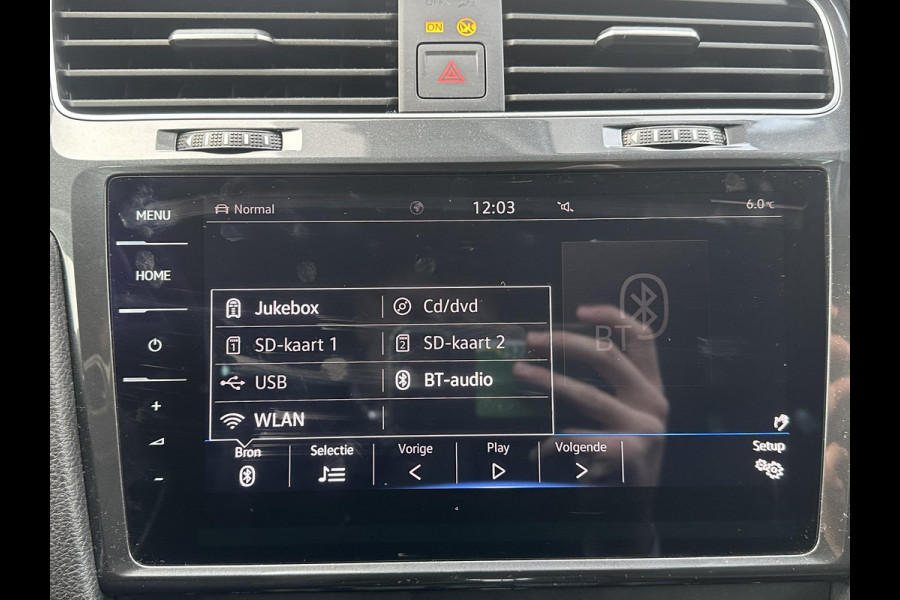 ON
MENU
Normal
12:03
6.0°C
HOME
Jukebox
Cd/dvd
SD-kaart 1
SD-kaart 2
USB
BT-audio
WLAN
BT
Bron
Selectie
Vorige
Play
Volgende
Setup